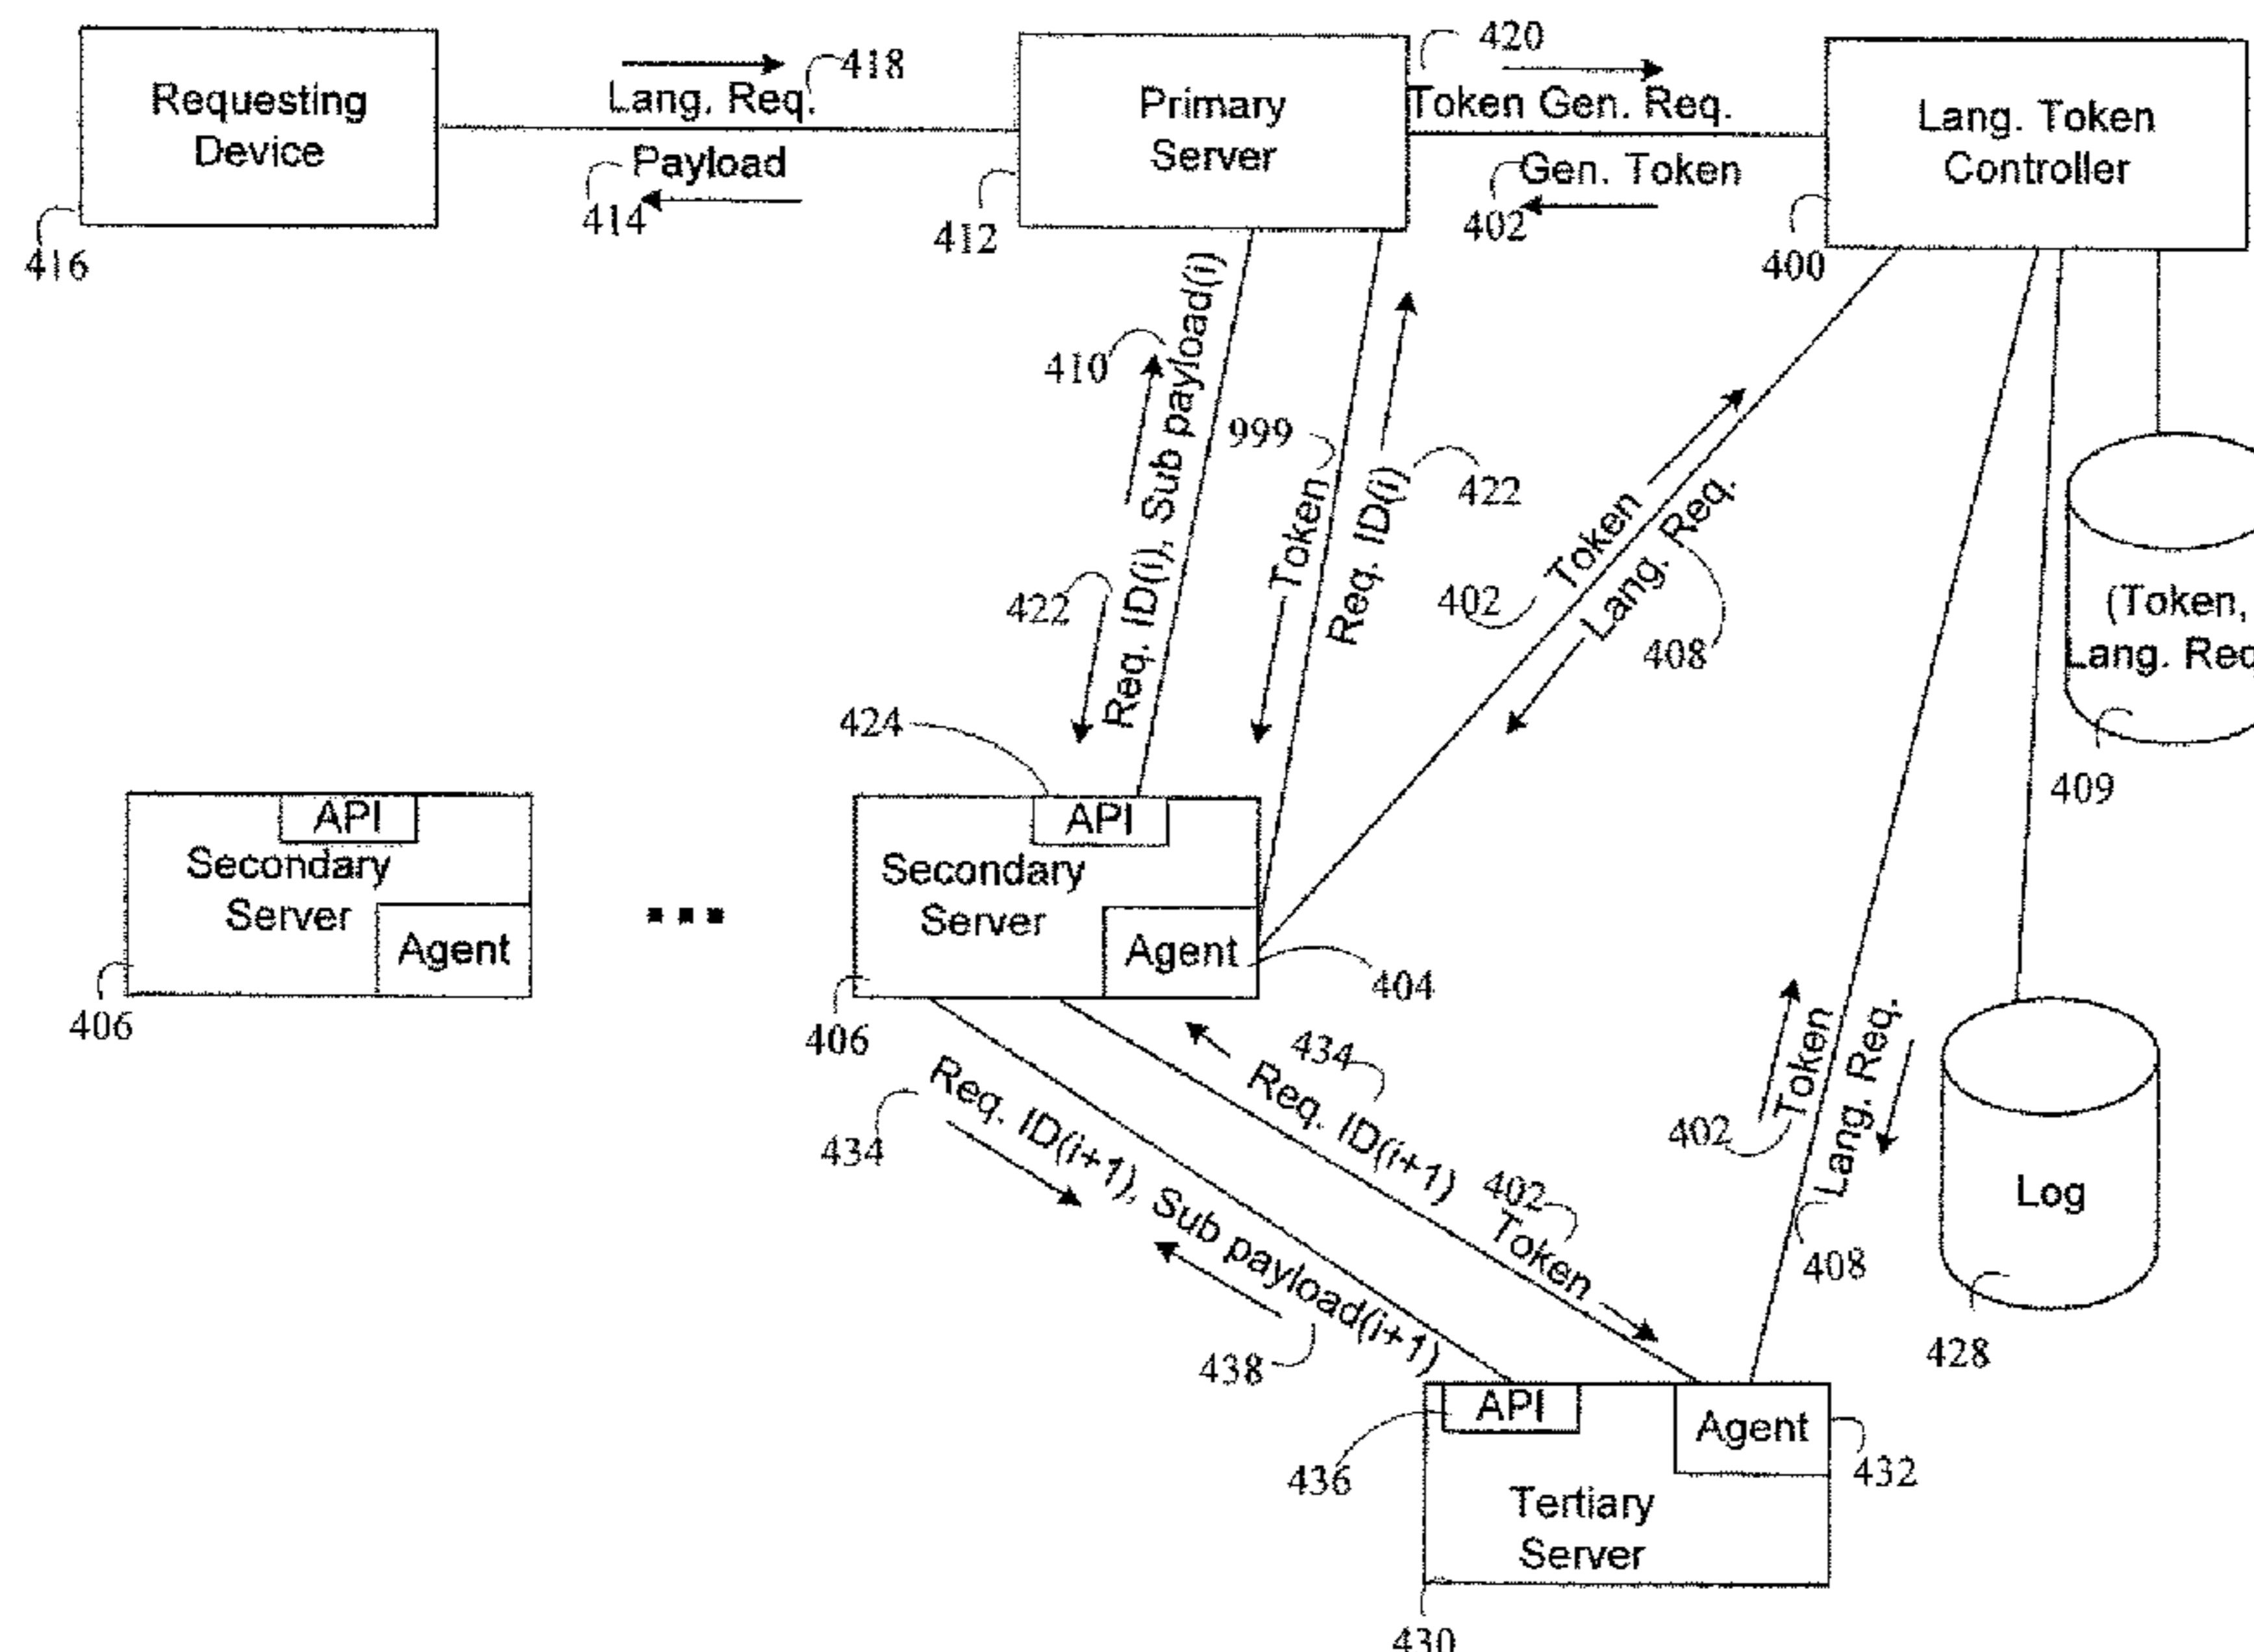 Requesting
Device
416
418
Lang. Req.
Payload
414
Primary
Server
412
420
Token Gen. Req.
Gen. Token
402
Lang. Token
Controller
400
410
Req. ID(i), Sub payload(i)
422
999
Token
Req. ID(i)
422
Token
Lang. Req.
402
408
(Token,
Lang. Req
409
424
API
Secondary
Server
Agent
406
API
Secondary
Server
Agent
404
406
434
Req. ID(i+1), Sub payload(i+1)
438
434
Req. ID(i+1)
402
Token
Token
402
Lang. Req.
408
Log
428
API
436
Agent
432
Tertiary
Server
430